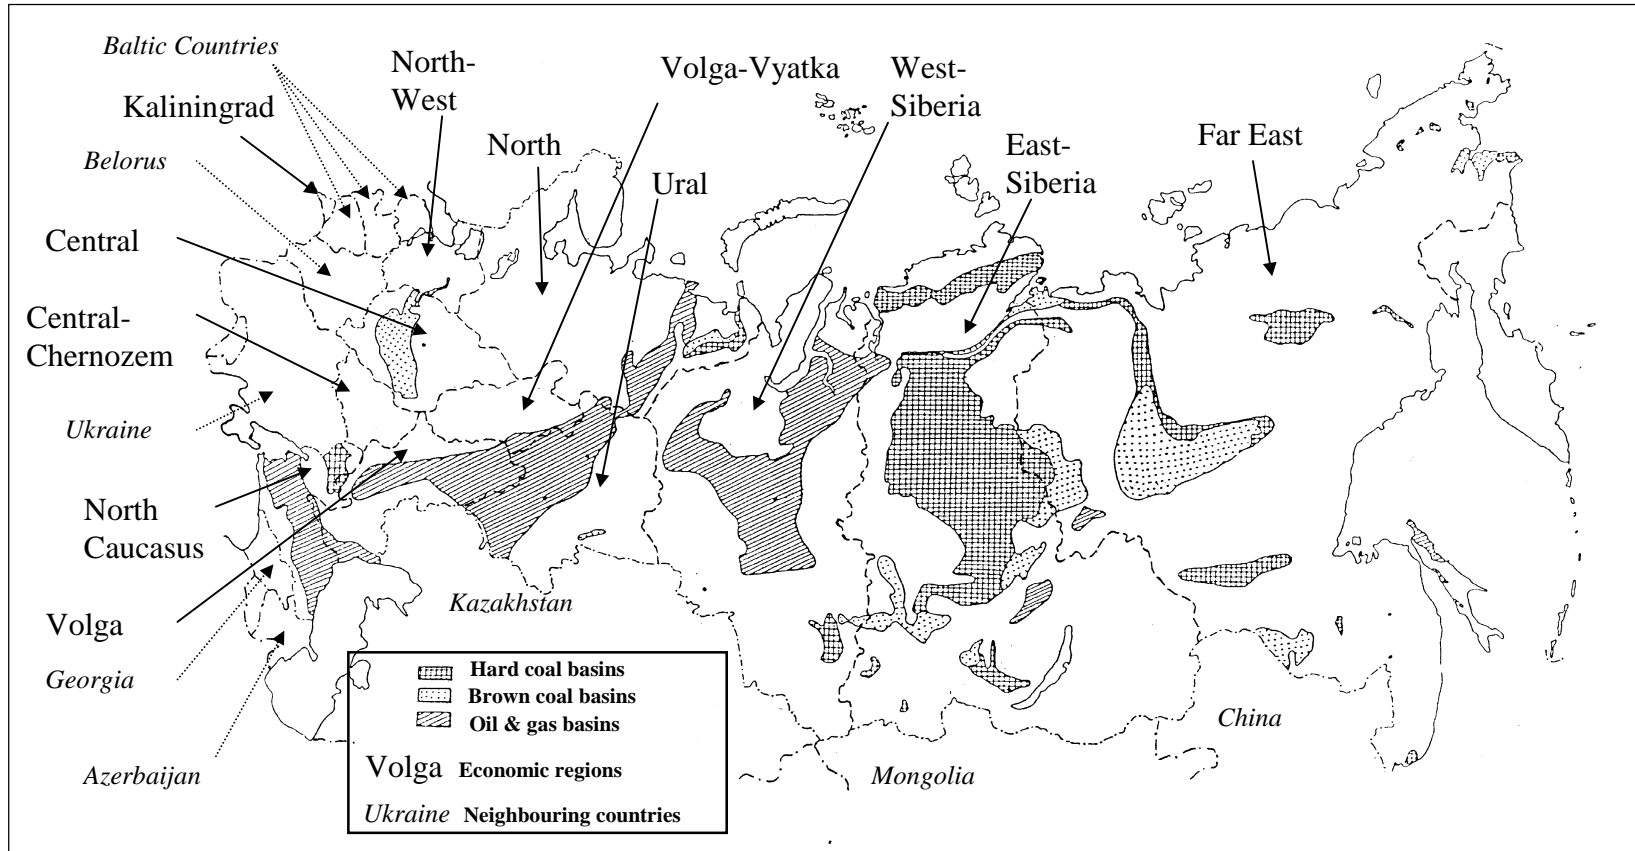 Baltic Countries
North-
West
Volga-Vyatka
West-
Siberia
Kaliningrad
Belorus
North
Ural
East-
Siberia
Far East
Central
Central-
Chernozem
Ukraine
North
Caucasus
Volga
Georgia
Azerbaijan
Kazakhstan
Mongolia
China
Hard coal basins
Brown coal basins
Oil & gas basins
Volga Economic regions
Ukraine Neighbouring countries